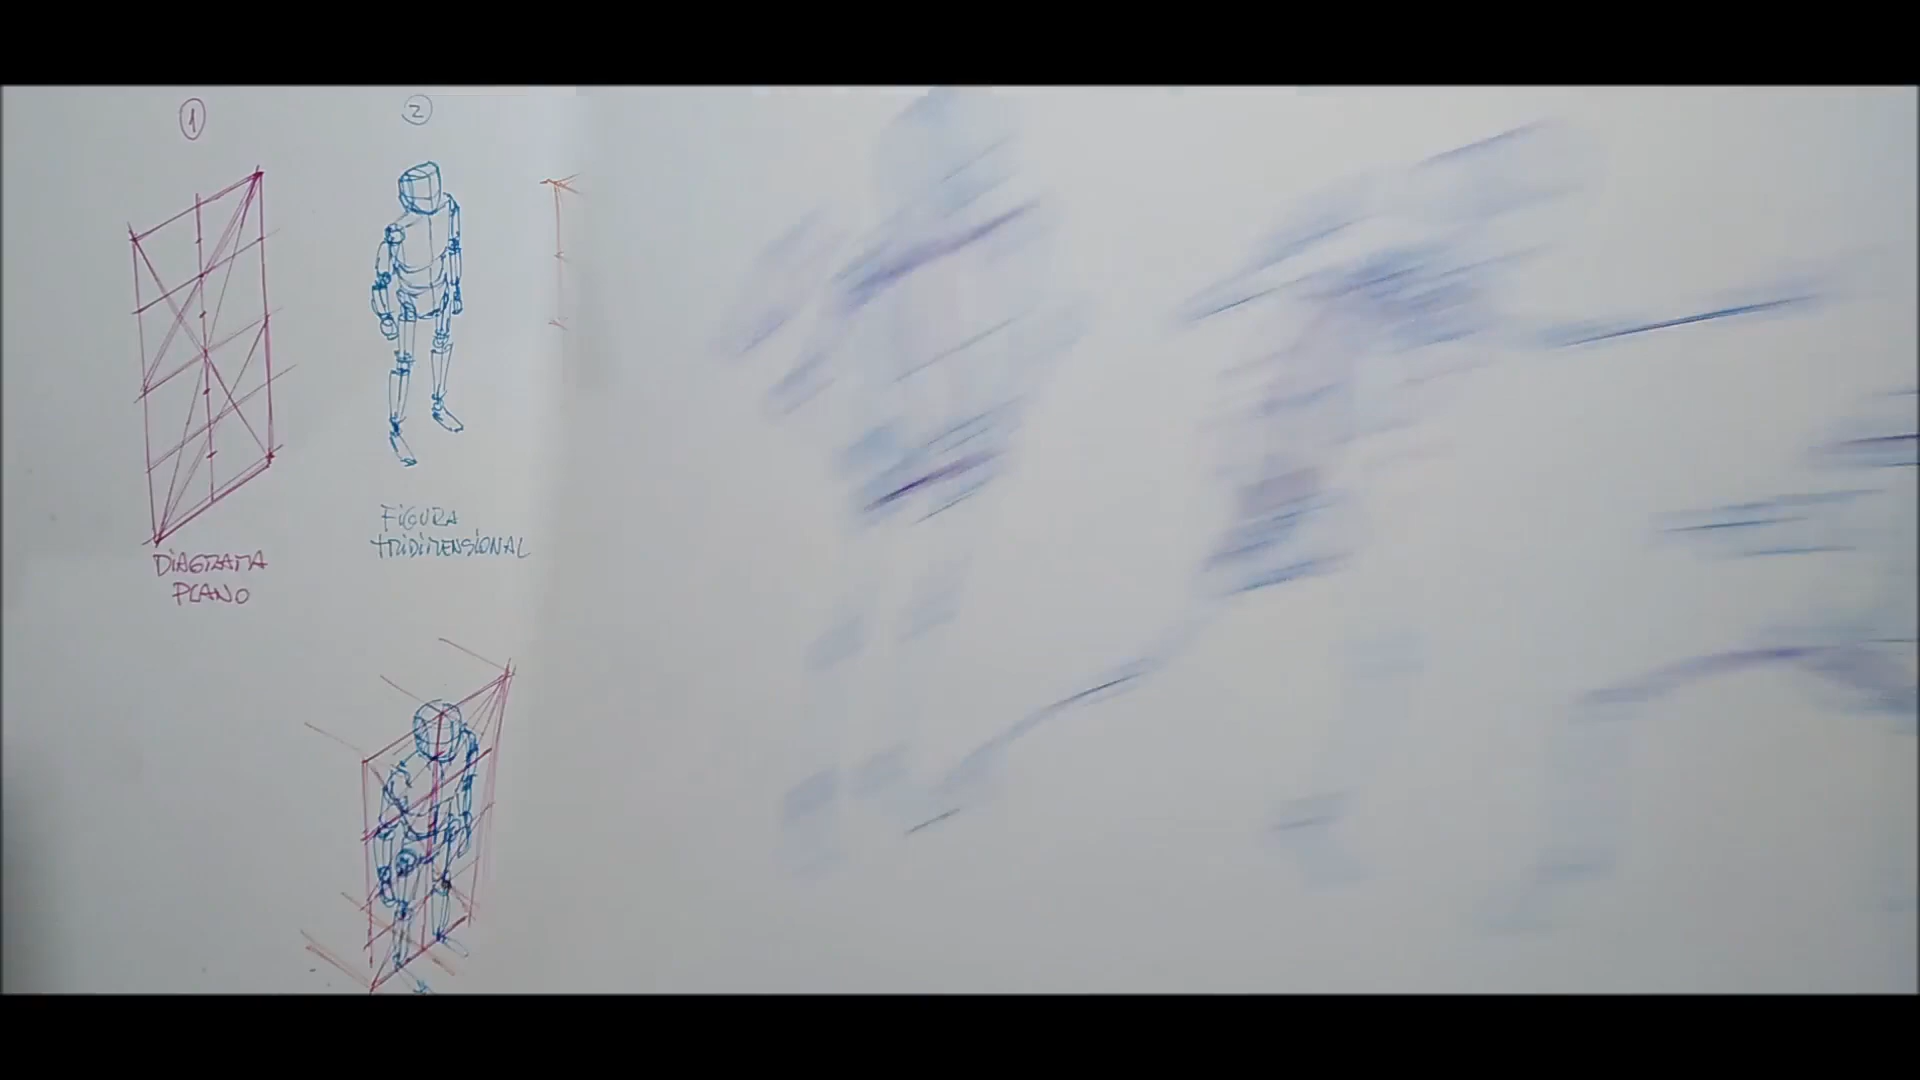 1
2
DIAGRAMA
PLANO
FIGURA
TRIDIMENSIONAL